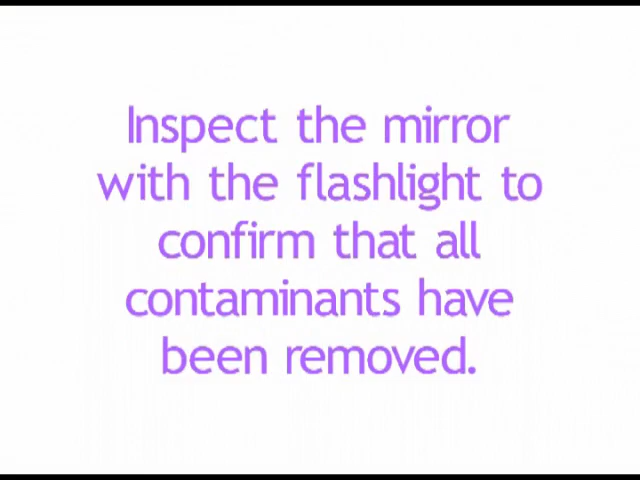 Inspect the mirror
with the flashlight to
confirm that all
contaminants have
been removed.